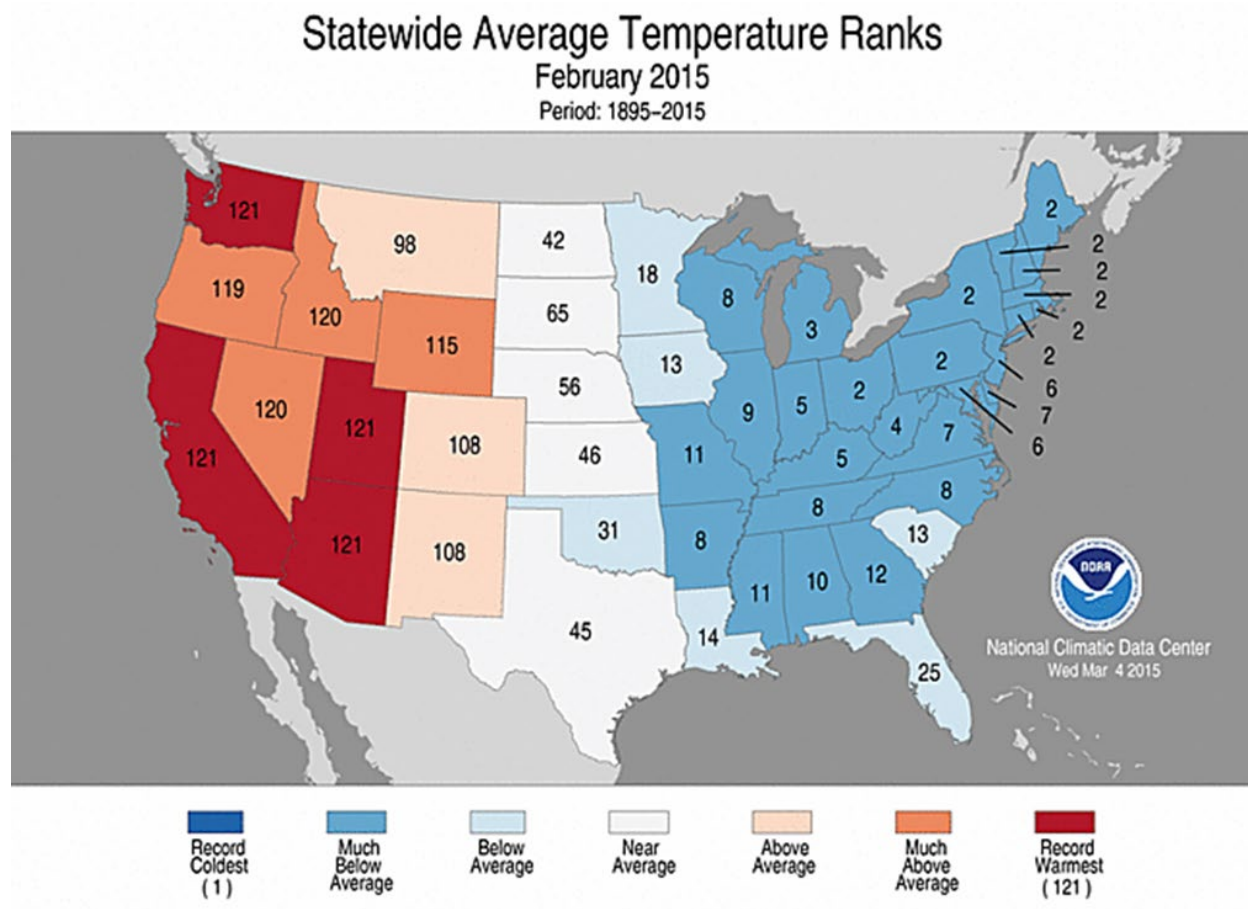 Statewide Average Temperature Ranks
February 2015
Period: 1895–2015
121
98
42
18
2
2
2
2
2
2
6
7
6
119
120
115
65
8
3
2
13
2
121
120
121
108
56
46
9
5
2
4
7
11
5
8
121
108
31
8
8
13
11
10
12
45
14
25
NOAA
National Climatic Data Center
Wed Mar 4 2015
Record
Coldest
( 1 )
Much
Below
Average
Below
Average
Near
Average
Above
Average
Much
Above
Average
Record
Warmest
( 121 )